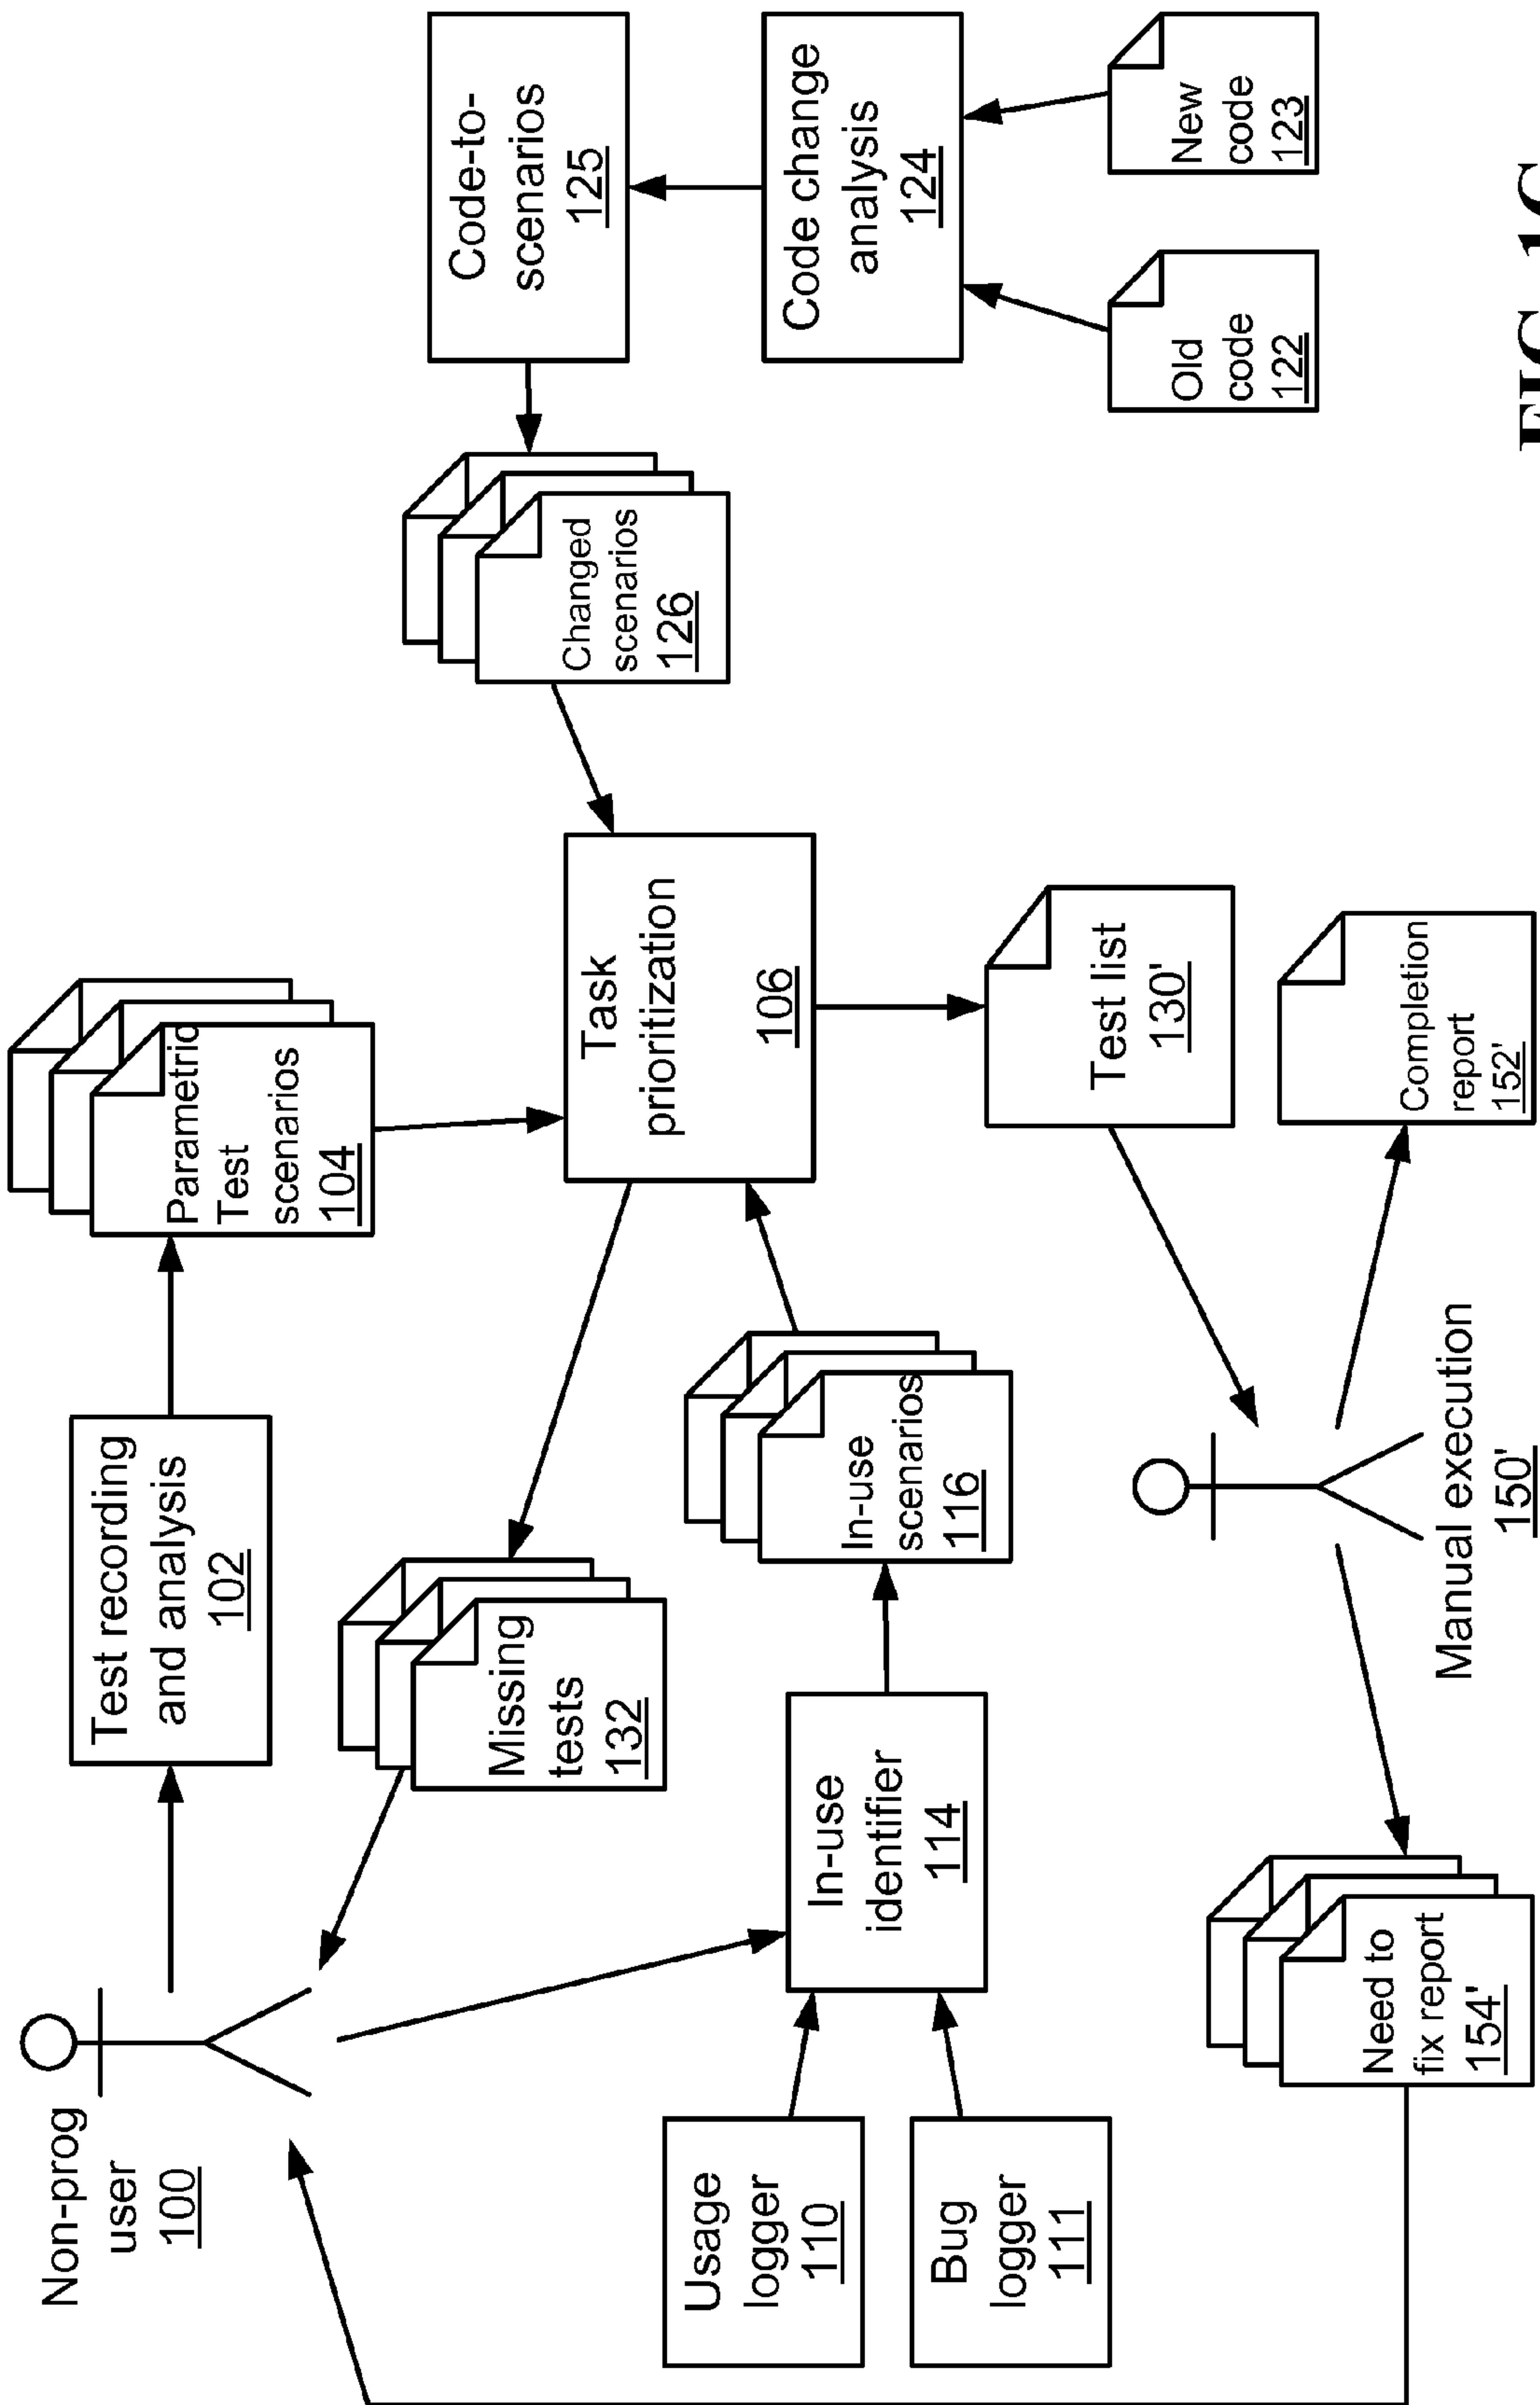 Non-prog
user
100
Test recording
and analysis
102
Parametric
Test
scenarios
104
Missing
tests
132
Task
prioritization
106
Changed
scenarios
126
Code-to-
scenarios
125
Code change
analysis
124
Old
code
122
New
code
123
Usage
logger
110
Bug
logger
111
In-use
identifier
114
In-use
scenarios
116
Test list
130'
Need to
fix report
154'
Manual execution
150'
Completion
report
152'
FIG. 1C